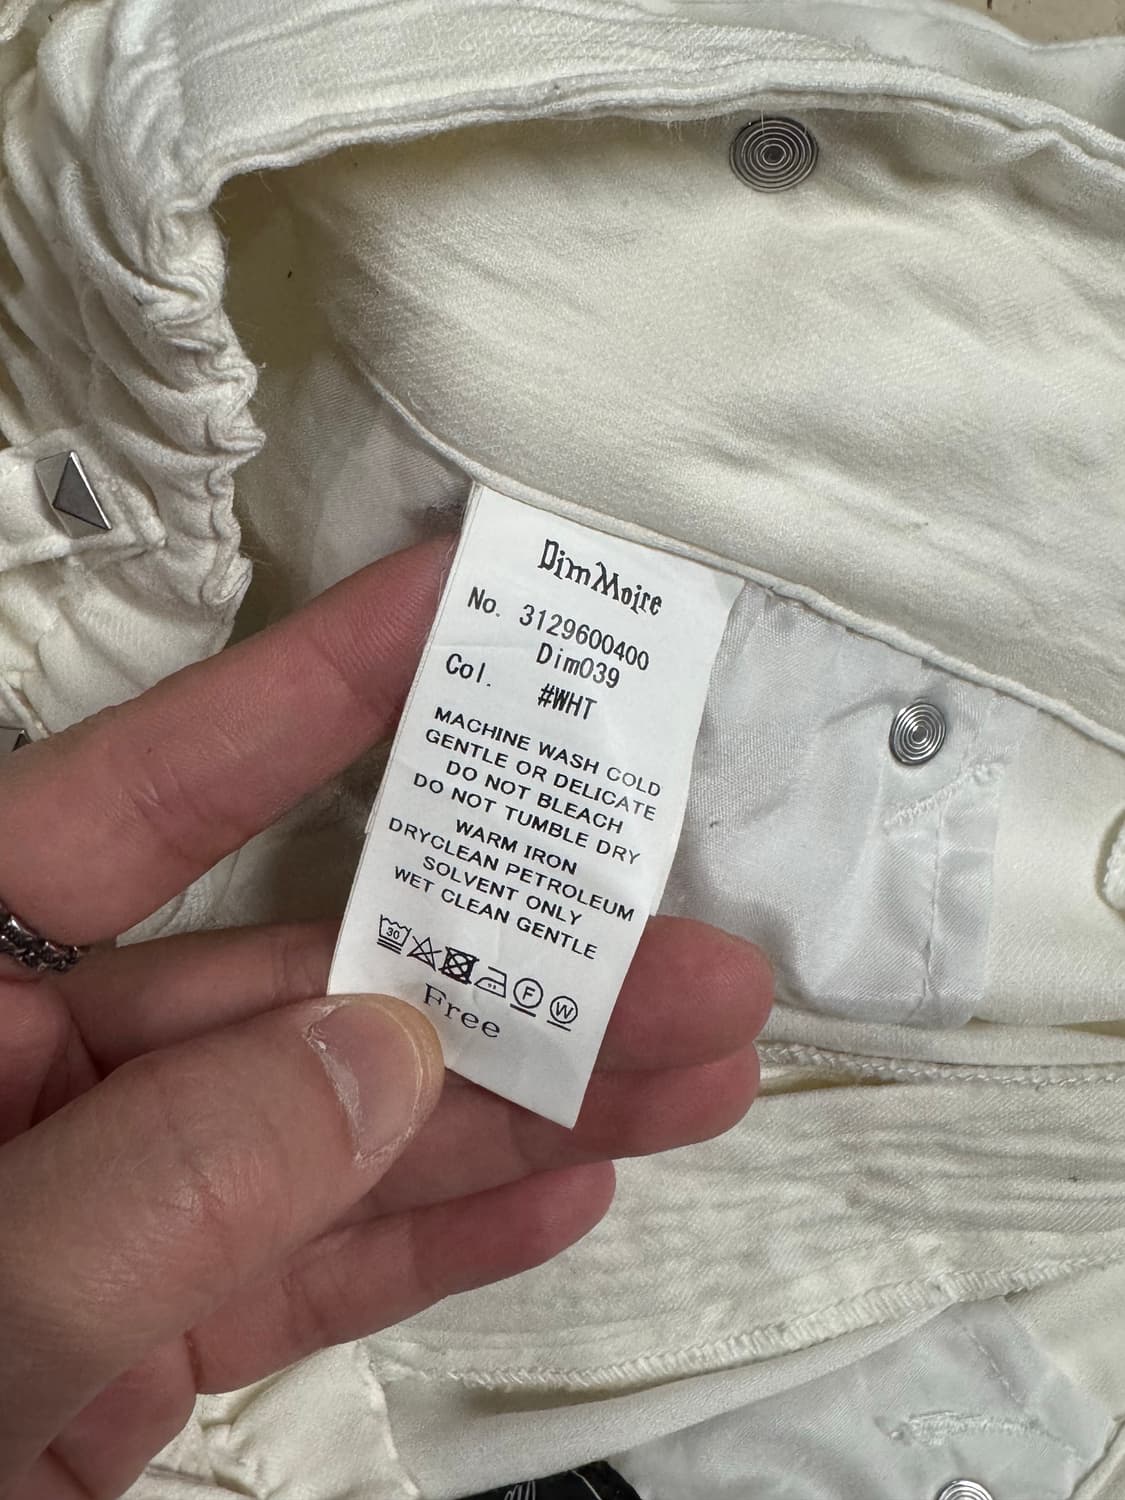 DimMoire
No. 3129600400
Dim039
Col. #WHT
MACHINE WASH COLD
GENTLE OR DELICATE
DO NOT BLEACH
DO NOT TUMBLE DRY
WARM IRON
DRYCLEAN PETROLEUM
SOLVENT ONLY
WET CLEAN GENTLE
30 F W
Free